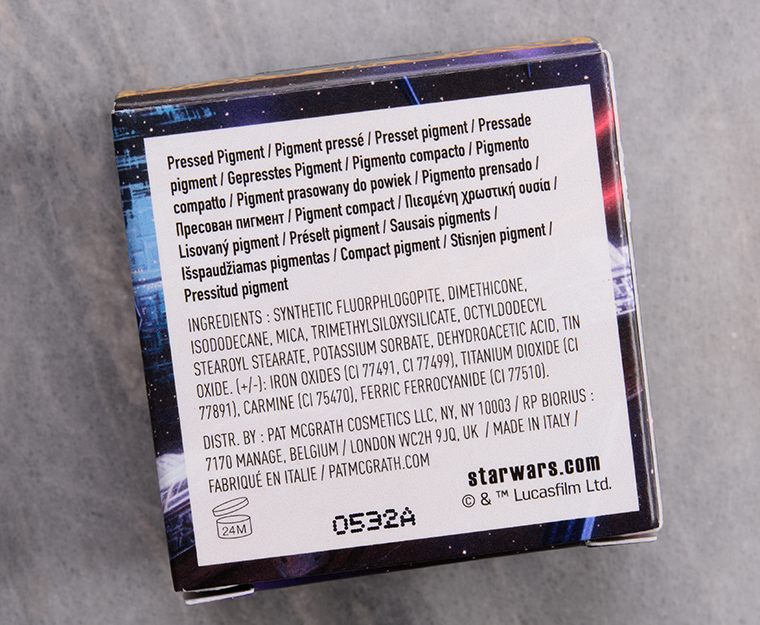 Pressed Pigment / Pigment pressé / Presset pigment / Pressade
pigment / Gepresstes Pigment / Pigmento compacto / Pigmento
compatto / Pigment prasowany do powiek / Pigmento prensado /
Пресован пигмент / Pigment compact / Πιεσμένη χρωστική ουσία /
Lisovaný pigment / Préselt pigment / Sausais pigments /
Išspaudžiamas pigmentas / Compact pigment / Stisnjen pigment /
Pressitud pigment
INGREDIENTS : SYNTHETIC FLUORPHLOGOPITE, DIMETHICONE,
ISODODECANE, MICA, TRIMETHYLSILOXYSILICATE, OCTYLDODECYL
STEAROYL STEARATE, POTASSIUM SORBATE, DEHYDROACETIC ACID, TIN
OXIDE. (+/-): IRON OXIDES (CI 77491, CI 77499), TITANIUM DIOXIDE (CI
77891), CARMINE (CI 75470), FERRIC FERROCYANIDE (CI 77510).
DISTR. BY : PAT MCGRATH COSMETICS LLC, NY, NY 10003 / RP BIORIUS :
7170 MANAGE, BELGIUM / LONDON WC2H 9JQ, UK / MADE IN ITALY /
FABRIQUÉ EN ITALIE / PATMCGRATH.COM
starwars.com
© & ™ Lucasfilm Ltd.
24M
0532A